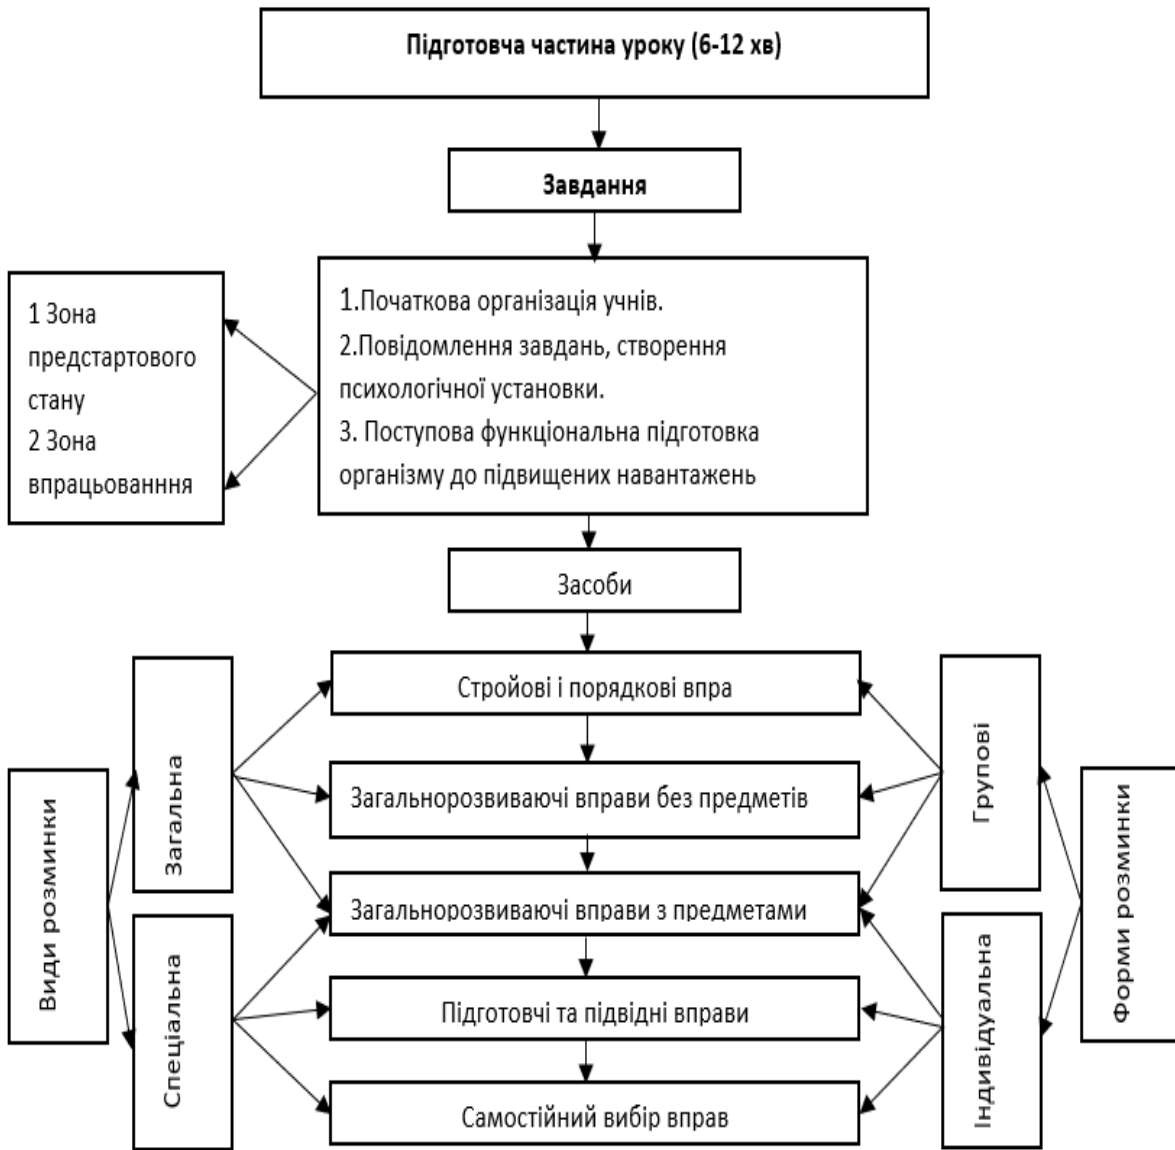 Підготовча частина уроку (6-12 хв)
Завдання
1 Зона
предстартового
стану
2 Зона
впрацьованння
1.Початкова організація учнів.
2.Повідомлення завдань, створення
психологічної установки.
3. Поступова функціональна підготовка
організму до підвищених навантажень
Засоби
Види розминки
Загальна
Спеціальна
Стройові і порядкові впра
Загальнорозвиваючі вправи без предметів
Загальнорозвиваючі вправи з предметами
Підготовчі та підвідні вправи
Самостійний вибір вправ
Групові
Індивідуальна
Форми розминки